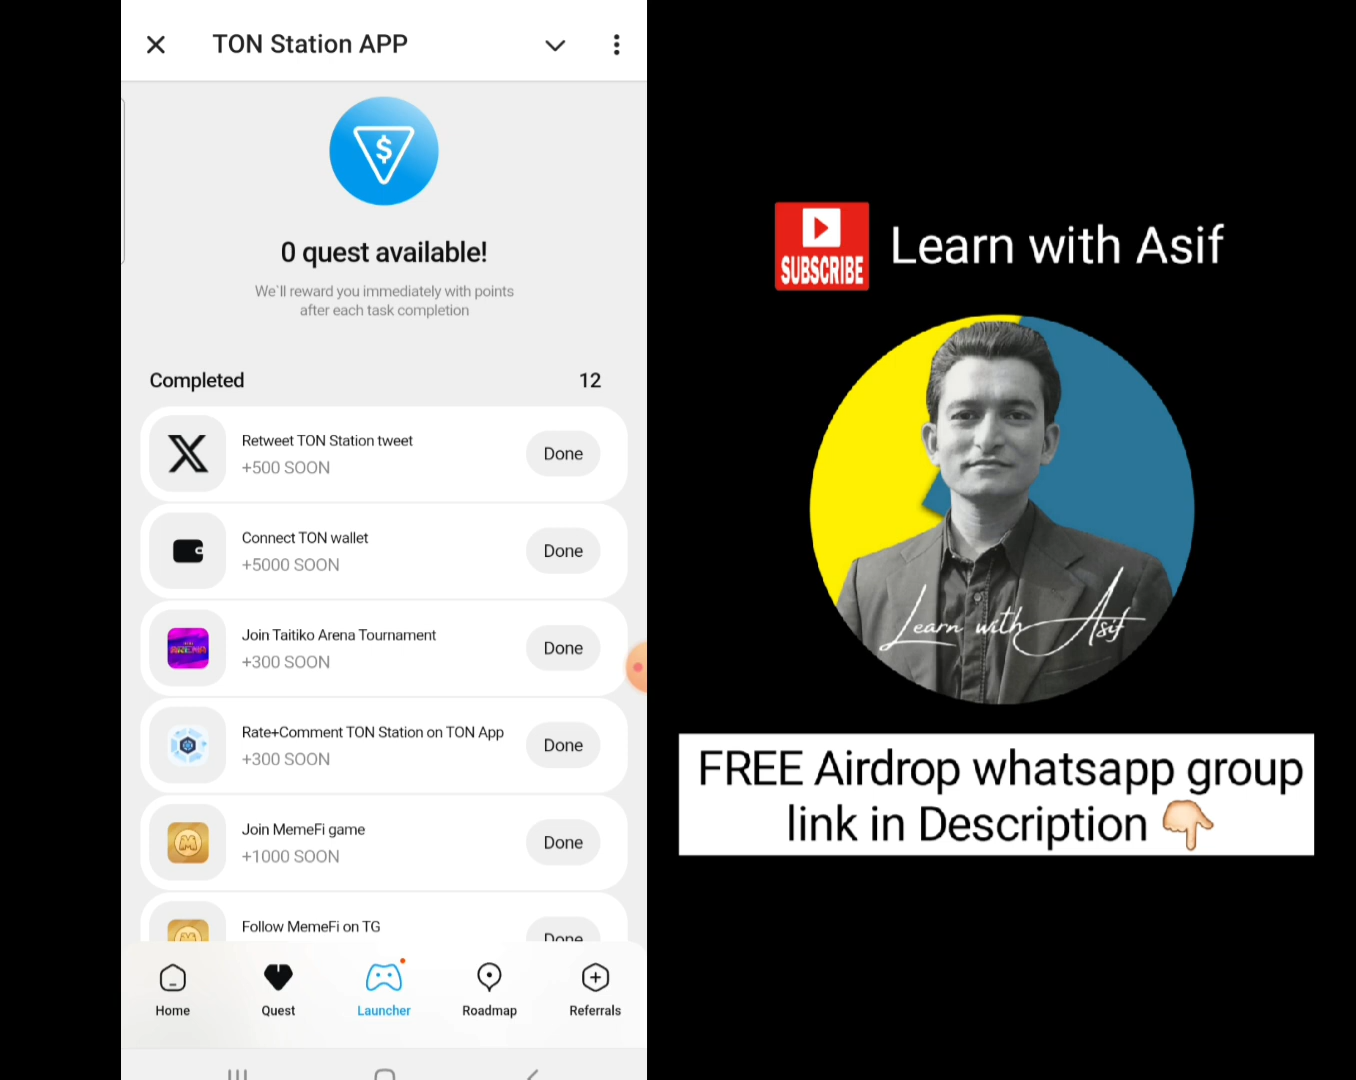 TON Station APP
$
0 quest available!
We`ll reward you immediately with points
after each task completion
Completed 12
Retweet TON Station tweet
+500 SOON
Done
Connect TON wallet
+5000 SOON
Done
Join Taitiko Arena Tournament
+300 SOON
Done
Rate+Comment TON Station on TON App
+300 SOON
Done
Join MemeFi game
+1000 SOON
Done
Follow MemeFi on TG
Done
Home Quest Launcher Roadmap Referrals
SUBSCRIBE
Learn with Asif
Learn with Asif
FREE Airdrop whatsapp group
link in Description 👇🏻